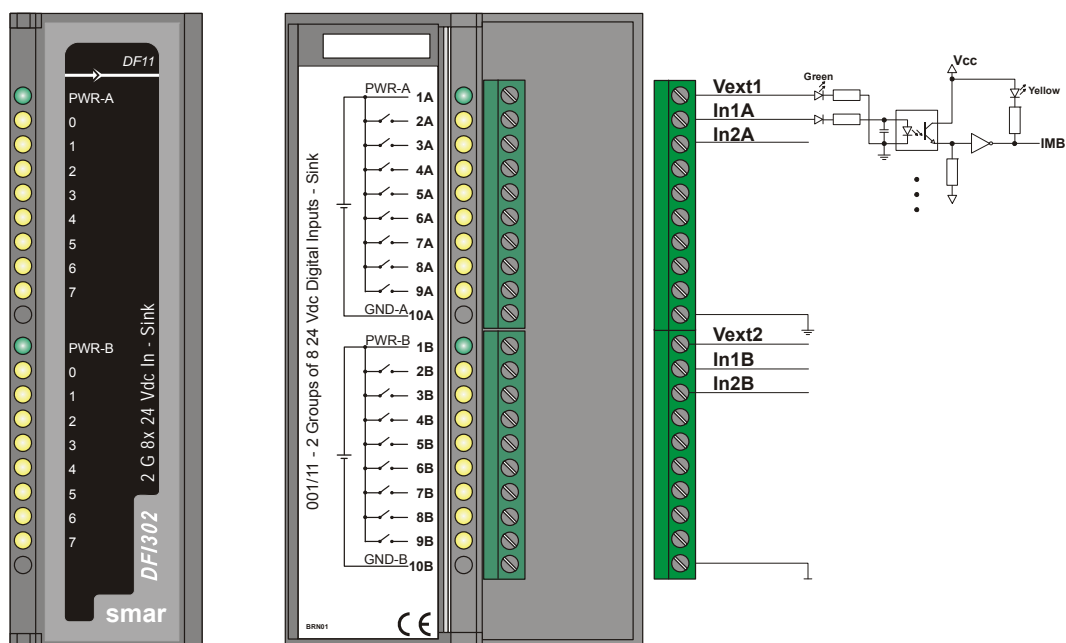 DF11
PWR-A
0
1
2
3
4
5
6
7
PWR-B
0
1
2
3
4
5
6
7
2 G 8x 24 Vdc In - Sink
DFI302
smar
001/11 - 2 Groups of 8 24 Vdc Digital Inputs - Sink
PWR-A 1A
2A
3A
4A
5A
6A
7A
8A
9A
GND-A 10A
PWR-B 1B
2B
3B
4B
5B
6B
7B
8B
9B
GND-B 10B
BRN01
CE
Vext1
In1A
In2A
Vext2
In1B
In2B
Green
Vcc
Yellow
IMB